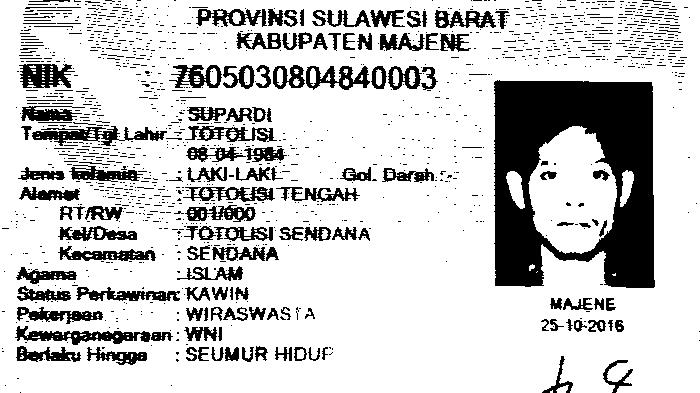 PROVINSI SULAWESI BARAT
KABUPATEN MAJENE
NIK : 7605030804840003
Nama : SUPARDI
Tempat/Tgl Lahir : TOTOLISI
08-04-1984
Jenis kelamin : LAKI-LAKI Gol. Darah :-
Alamat : TOTOLISI TENGAH
RT/RW : 001/000
Kel/Desa : TOTOLISI SENDANA
Kecamatan : SENDANA
Agama : ISLAM
Status Perkawinan: KAWIN
Pekerjaan : WIRASWASTA
Kewarganegaraan: WNI
Berlaku Hingga : SEUMUR HIDUP
MAJENE
25-10-2016